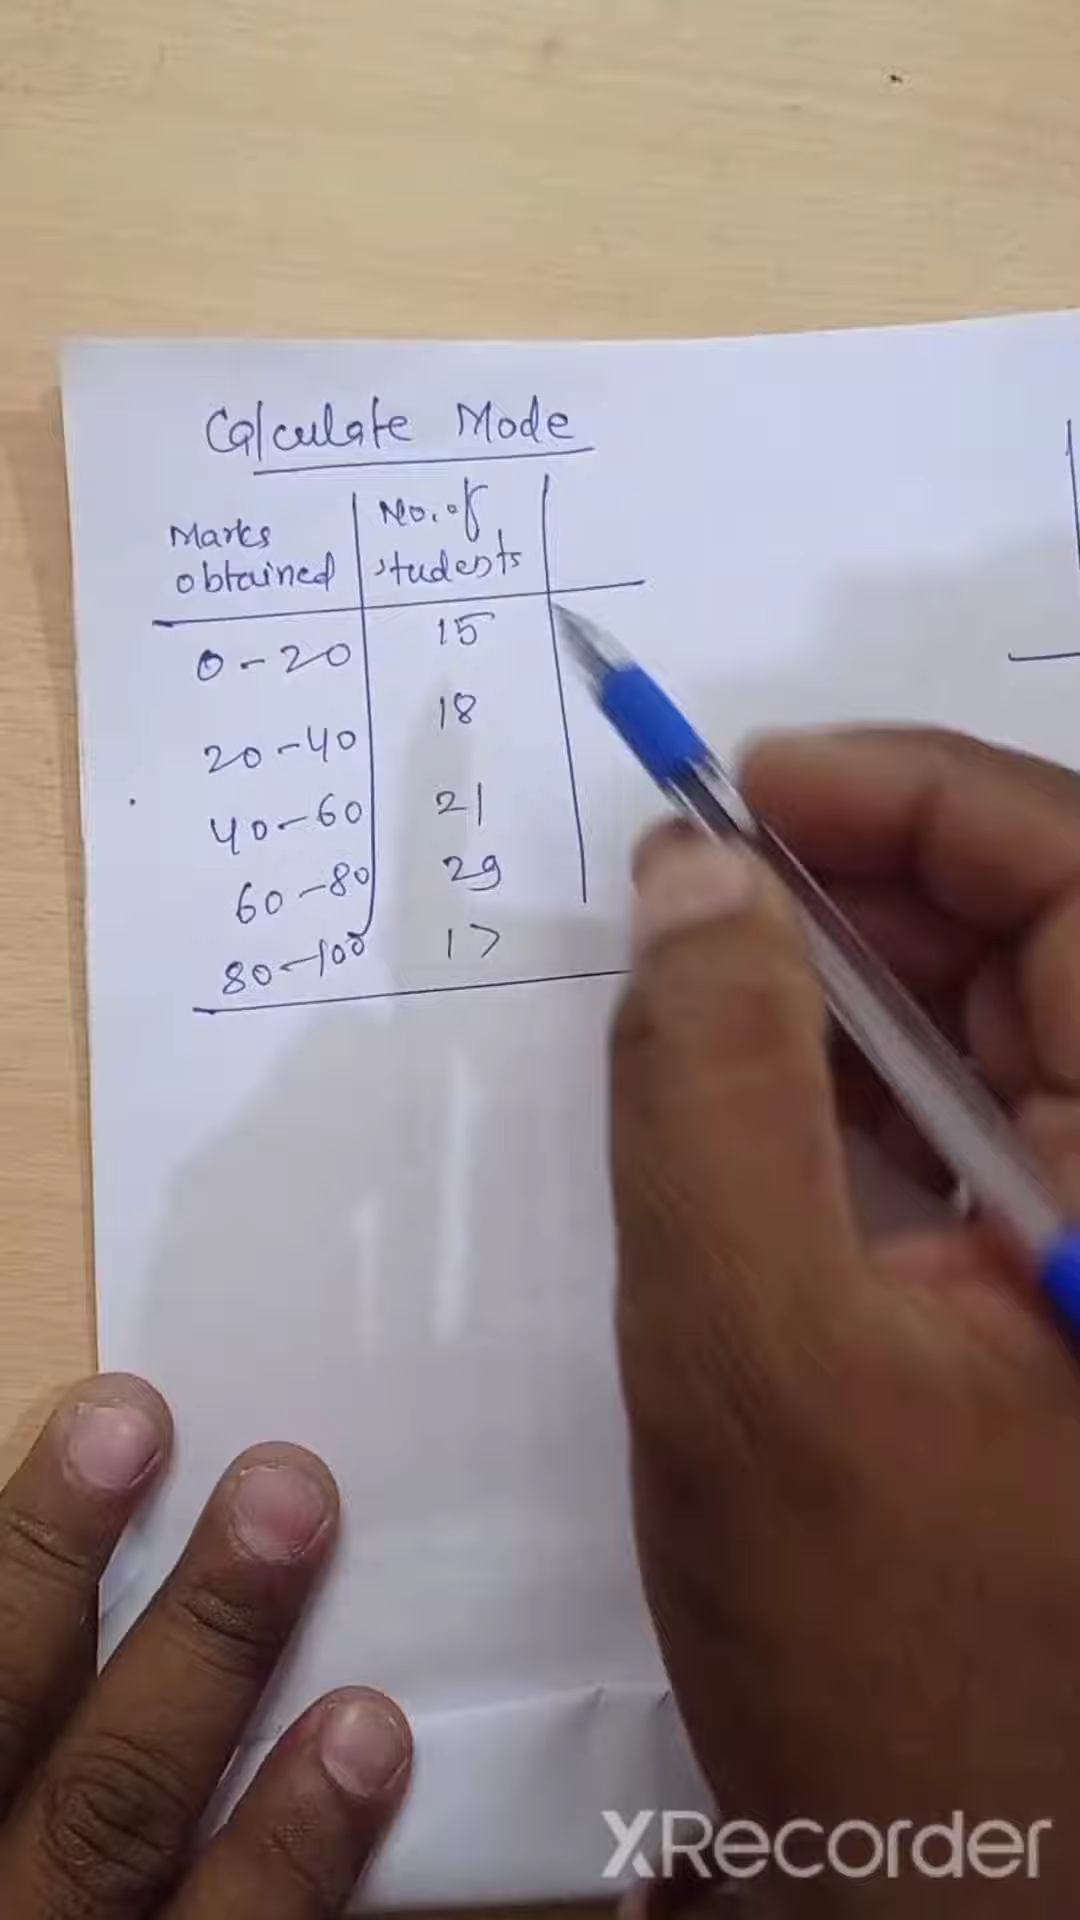 Calculate Mode
Marks obtained | No. of students
0-20 | 15
20-40 | 18
40-60 | 21
60-80 | 29
80-100 | 17
XRecorder